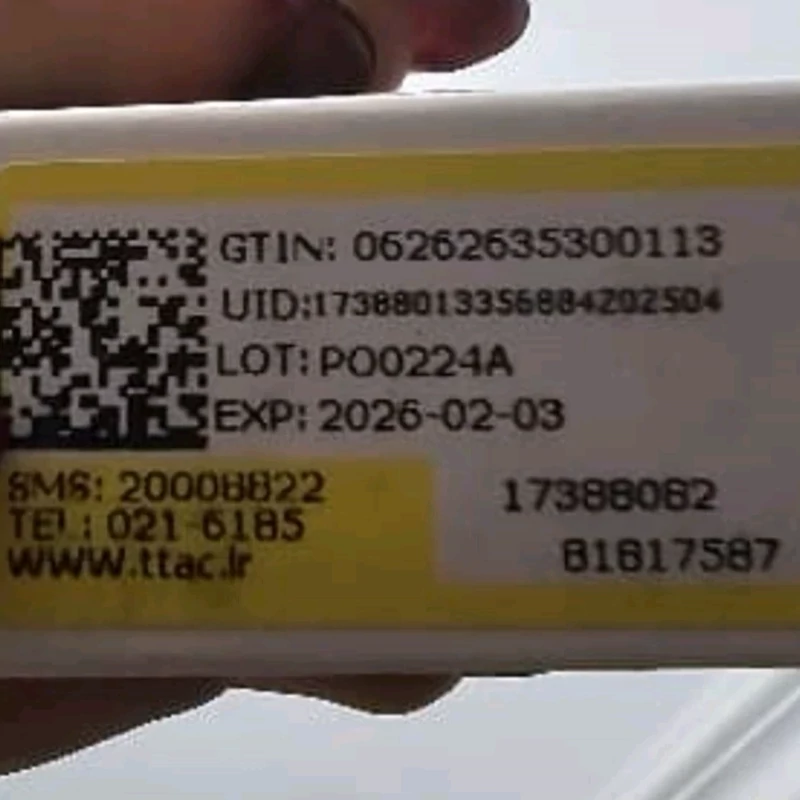 GTIN: 06262635300113
UID:17388013356884202504
LOT: PO0224A
EXP: 2026-02-03
SMS: 20008822
TEL: 021-6185
www.ttac.ir
17388082
81817587